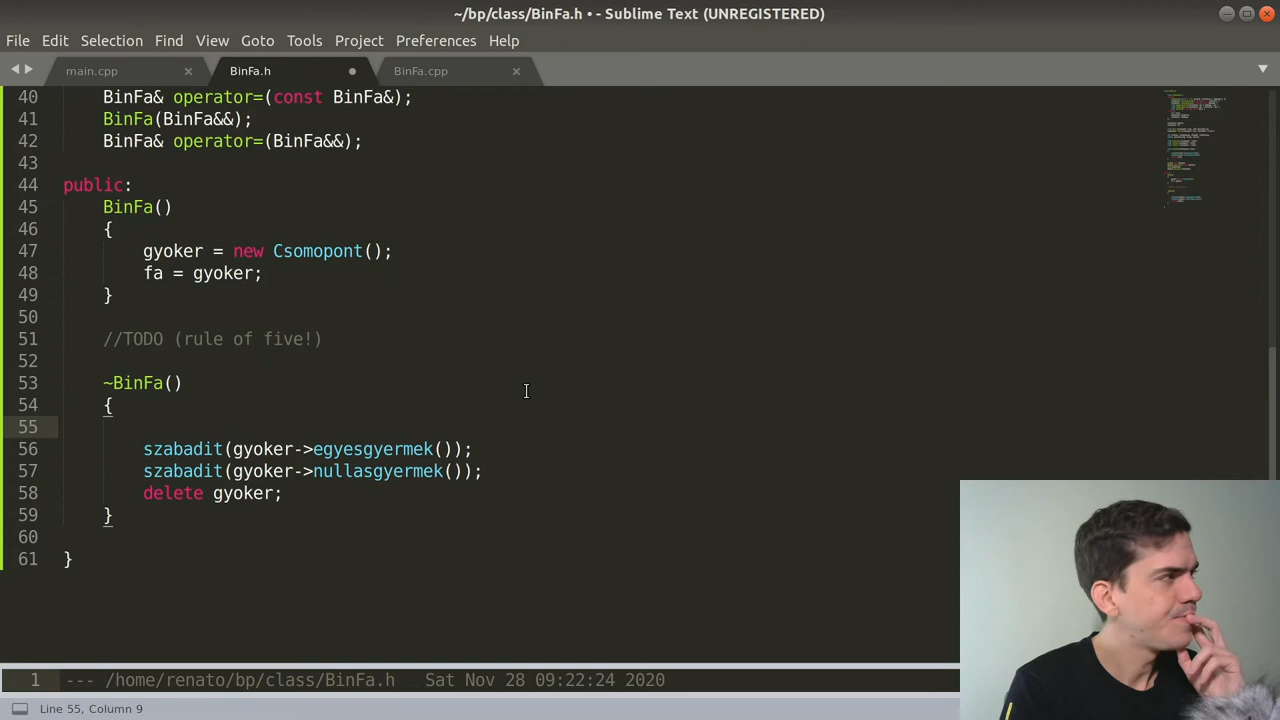 ~/bp/class/BinFa.h • - Sublime Text (UNREGISTERED)
File Edit Selection Find View Goto Tools Project Preferences Help
main.cpp × BinFa.h ● BinFa.cpp ×
40 BinFa& operator=(const BinFa&);
41 BinFa(BinFa&&);
42 BinFa& operator=(BinFa&&);
43
44 public:
45 BinFa()
46 {
47 gyoker = new Csomopont();
48 fa = gyoker;
49 }
50
51 //TODO (rule of five!)
52
53 ~BinFa()
54 {
55
56 szabadit(gyoker->egyesgyermek());
57 szabadit(gyoker->nullasgyermek());
58 delete gyoker;
59 }
60
61 }
1 --- /home/renato/bp/class/BinFa.h Sat Nov 28 09:22:24 2020
Line 55, Column 9